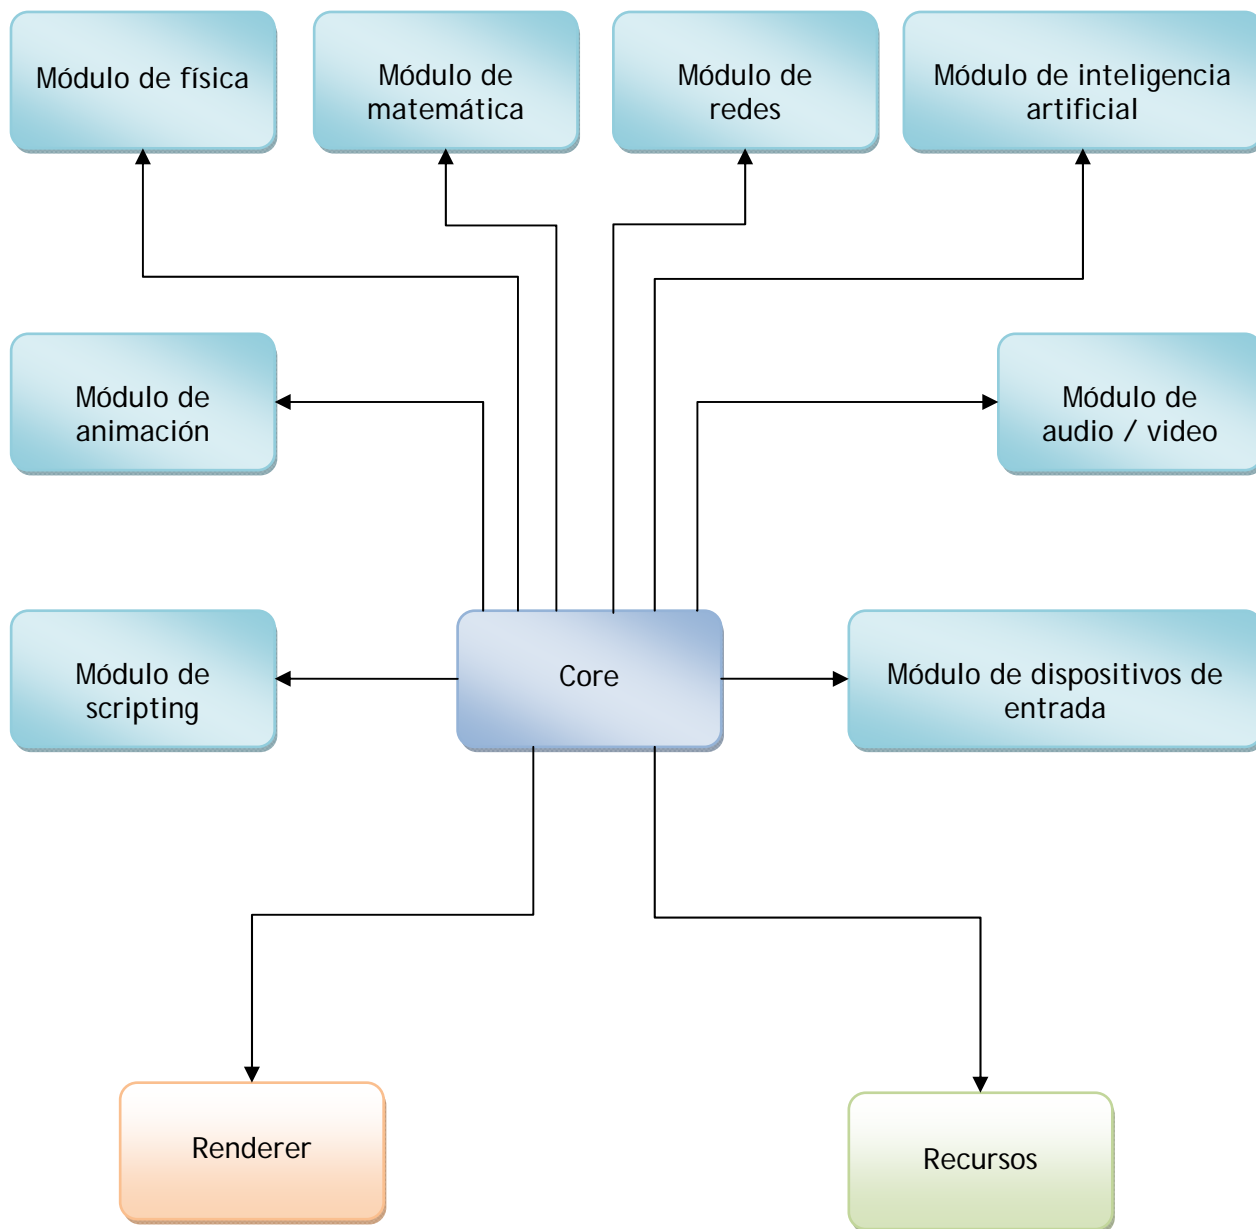 Módulo de física
Módulo de
matemática
Módulo de
redes
Módulo de inteligencia
artificial
Módulo de
animación
Módulo de
audio / video
Módulo de
scripting
Core
Módulo de dispositivos de
entrada
Renderer
Recursos